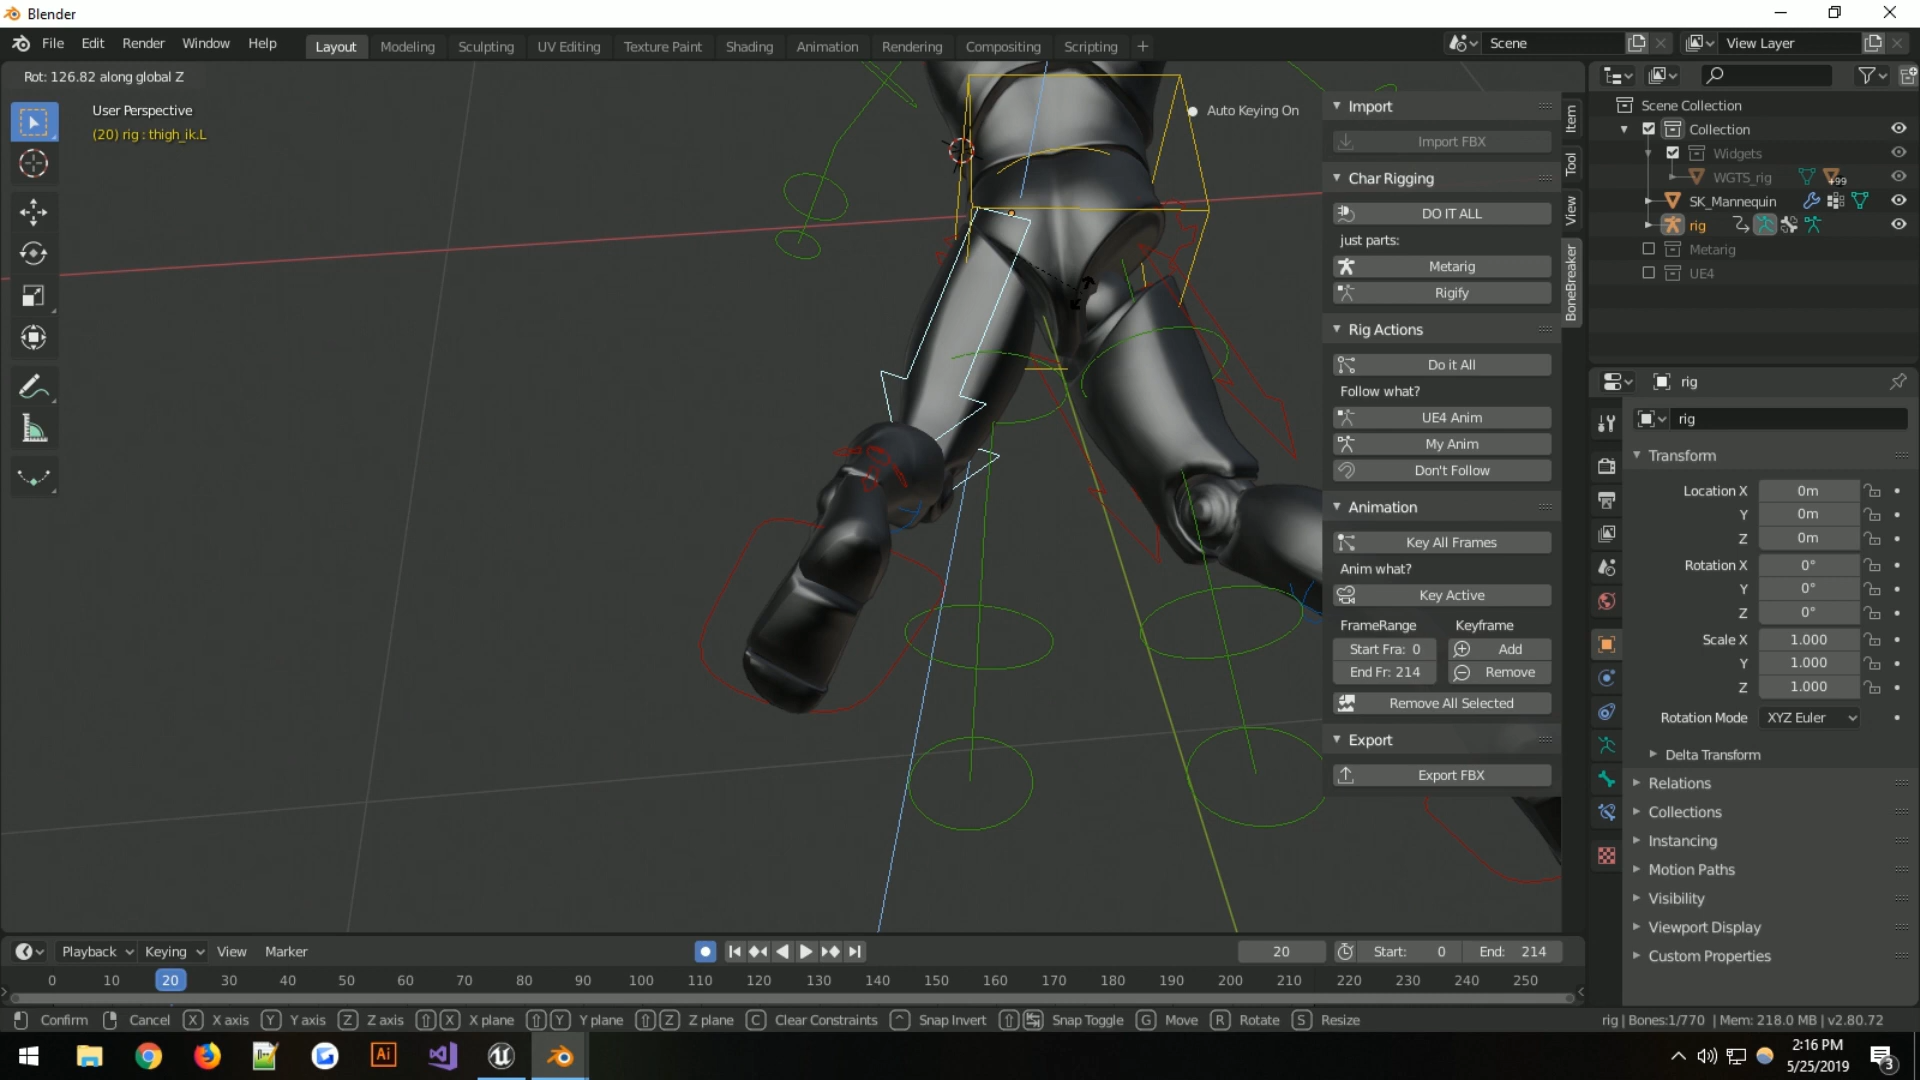 Blender
File Edit Render Window Help Layout Modeling Sculpting UV Editing Texture Paint Shading Animation Rendering Compositing Scripting + Scene View Layer
Rot: 126.82 along global Z
User Perspective
(20) rig : thigh_ik.L
Auto Keying On
Import
Import FBX
Char Rigging
DO IT ALL
just parts:
Metarig
Rigify
Rig Actions
Do it All
Follow what?
UE4 Anim
My Anim
Don't Follow
Animation
Key All Frames
Anim what?
Key Active
FrameRange Keyframe
Start Fra: 0 Add
End Fr: 214 Remove
Remove All Selected
Export
Export FBX
Item
Tool
View
BoneBreaker
Scene Collection
Collection
Widgets
WGTS_rig +99
SK_Mannequin
rig
Metarig
UE4
rig
rig
Transform
Location X 0m
Y 0m
Z 0m
Rotation X 0°
Y 0°
Z 0°
Scale X 1.000
Y 1.000
Z 1.000
Rotation Mode XYZ Euler
Delta Transform
Relations
Collections
Instancing
Motion Paths
Visibility
Viewport Display
Custom Properties
Playback Keying View Marker 20 Start: 0 End: 214
0 10 20 30 40 50 60 70 80 90 100 110 120 130 140 150 160 170 180 190 200 210 220 230 240 250
Confirm Cancel X X axis Y Y axis Z Z axis X X plane Y Y plane Z Z plane C Clear Constraints Snap Invert Snap Toggle G Move R Rotate S Resize rig | Bones:1/770 | Mem: 218.0 MB | v2.80.72
Ai
2:16 PM
5/25/2019
3